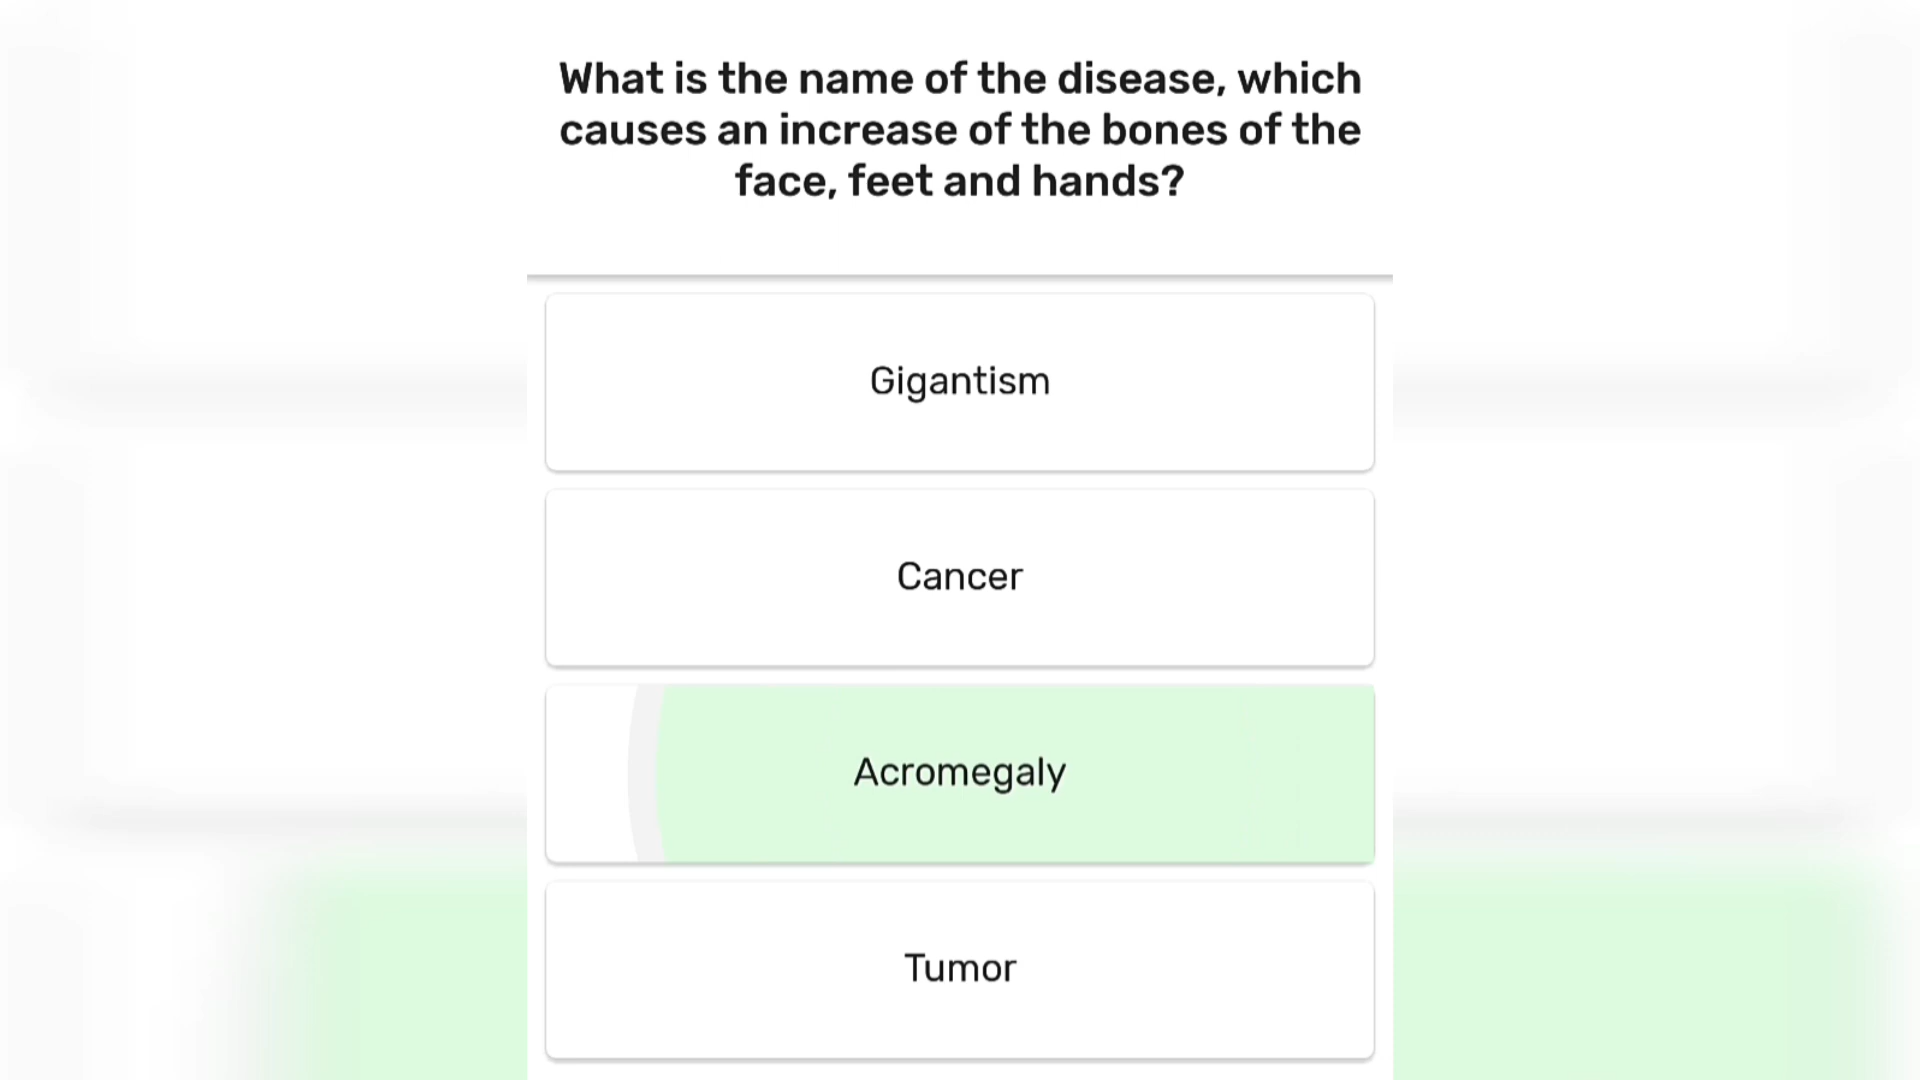 What is the name of the disease, which
causes an increase of the bones of the
face, feet and hands?
Gigantism
Cancer
Acromegaly
Tumor